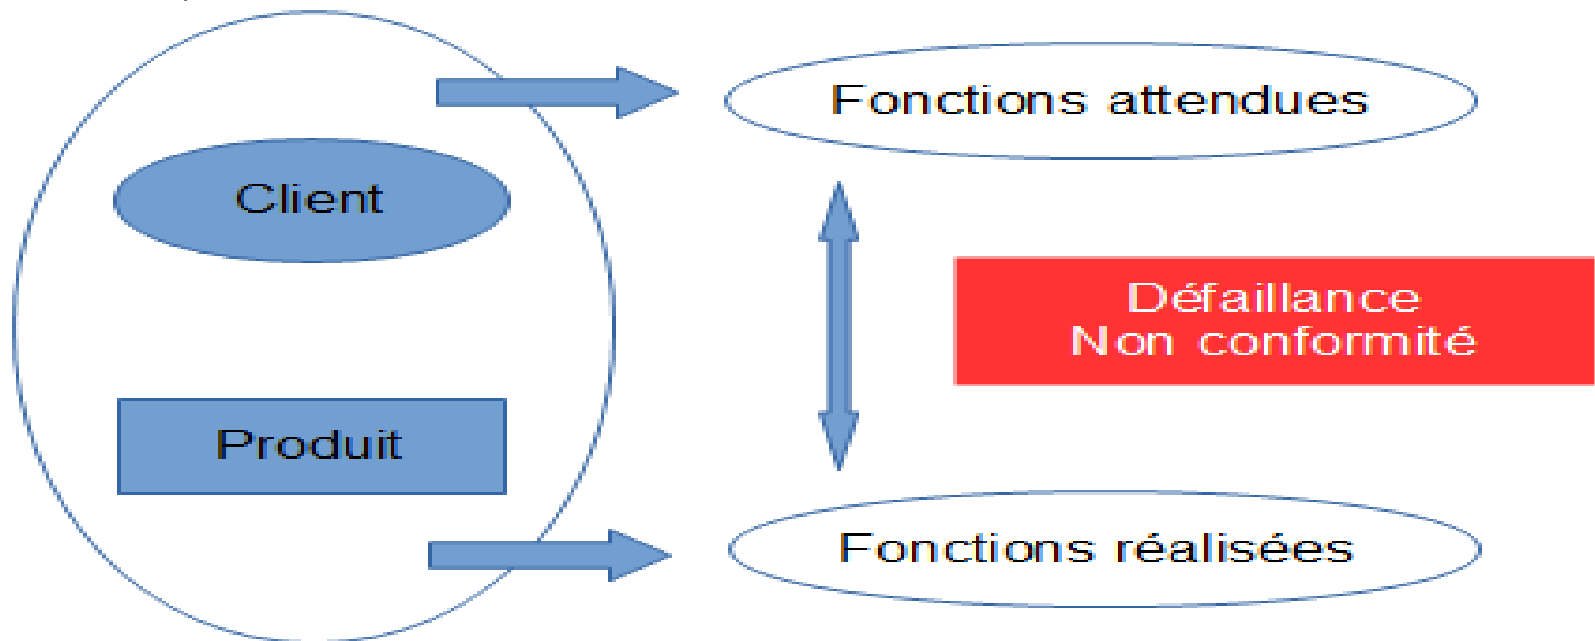 Fonctions attendues
Client
Défaillance
Non conformité
Produit
Fonctions réalisées